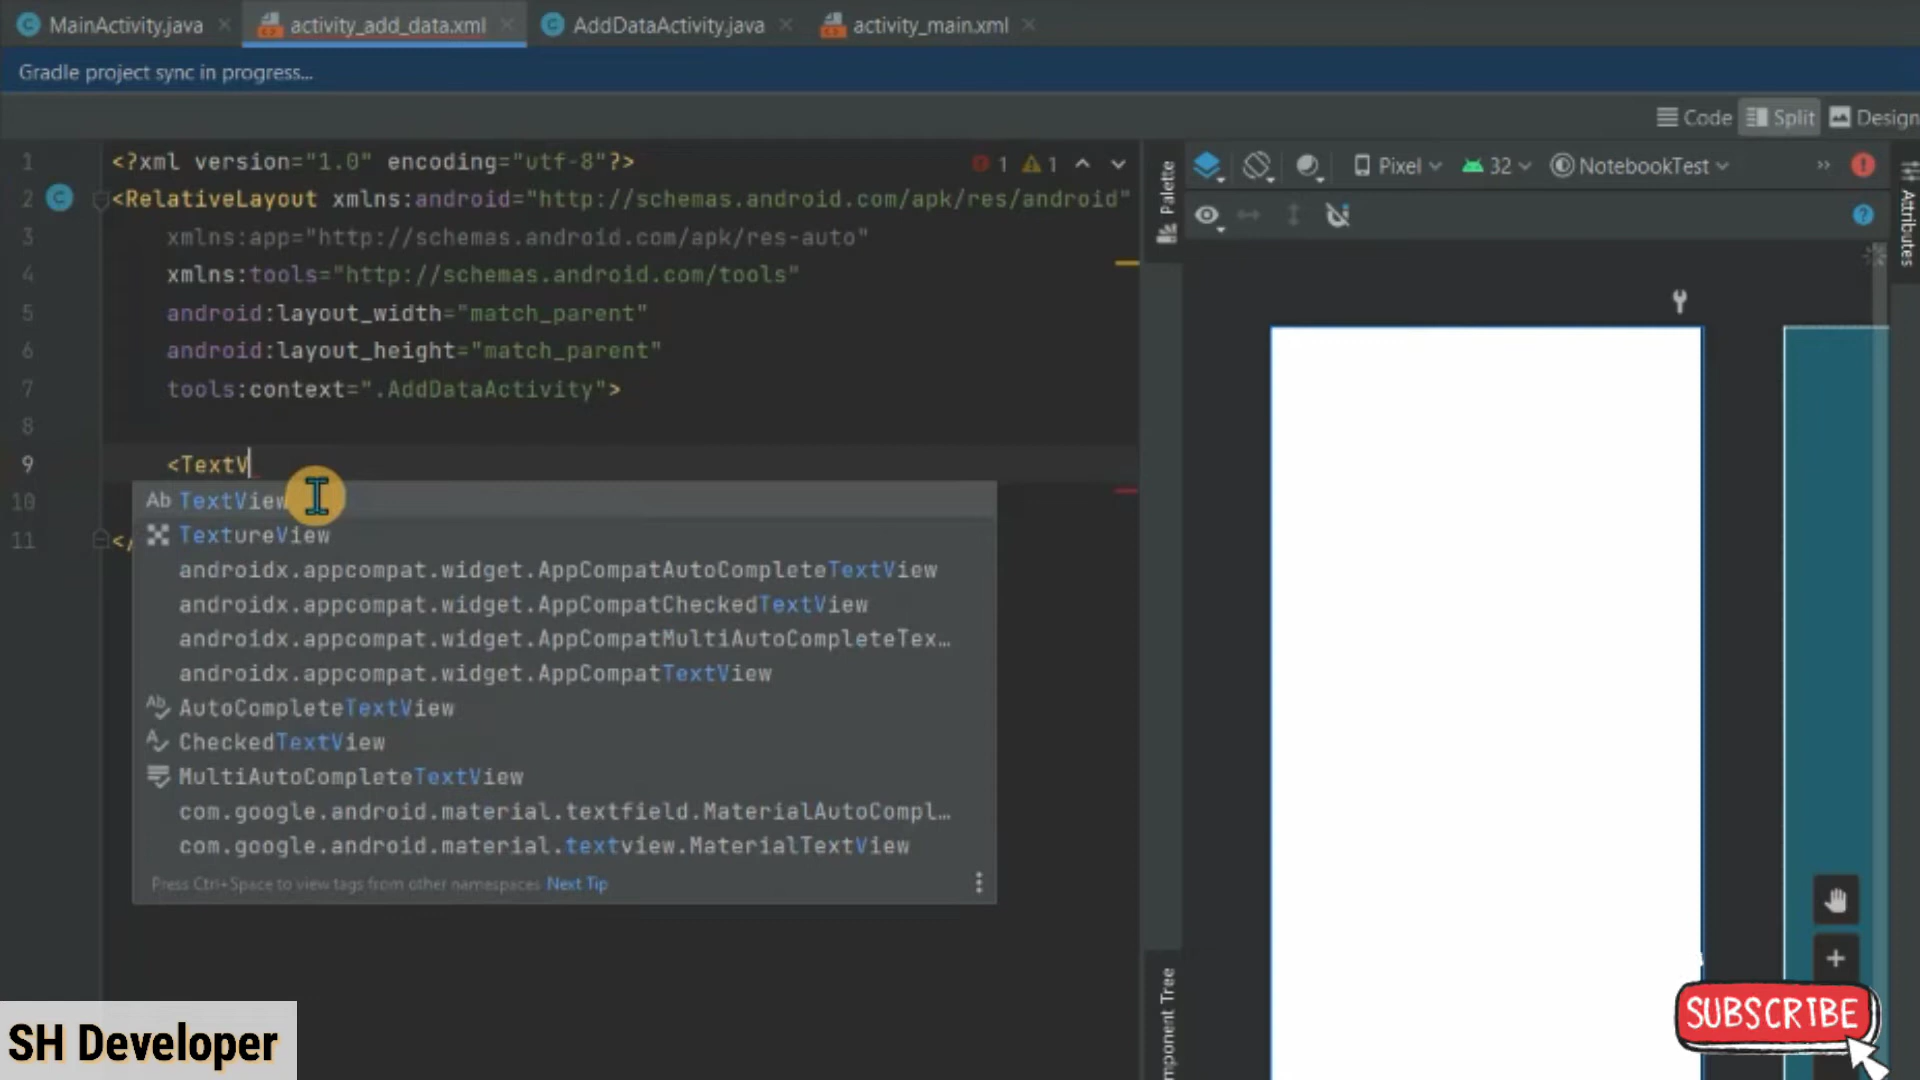 MainActivity.java
activity_add_data.xml
AddDataActivity.java
activity_main.xml
Gradle project sync in progress...
Code
Split
Design
1 <?xml version="1.0" encoding="utf-8"?>
1 1
2 <RelativeLayout xmlns:android="http://schemas.android.com/apk/res/android"
3 xmlns:app="http://schemas.android.com/apk/res-auto"
4 xmlns:tools="http://schemas.android.com/tools"
5 android:layout_width="match_parent"
6 android:layout_height="match_parent"
7 tools:context=".AddDataActivity">
8
9 <TextV
10
11 </
Ab TextView
TextureView
androidx.appcompat.widget.AppCompatAutoCompleteTextView
androidx.appcompat.widget.AppCompatCheckedTextView
androidx.appcompat.widget.AppCompatMultiAutoCompleteTex…
androidx.appcompat.widget.AppCompatTextView
AutoCompleteTextView
CheckedTextView
MultiAutoCompleteTextView
com.google.android.material.textfield.MaterialAutoCompl…
com.google.android.material.textview.MaterialTextView
Press Ctrl+Space to view tags from other namespaces Next Tip
Palette
Pixel
32
NotebookTest
Attributes
mponent Tree
SH Developer
SUBSCRIBE